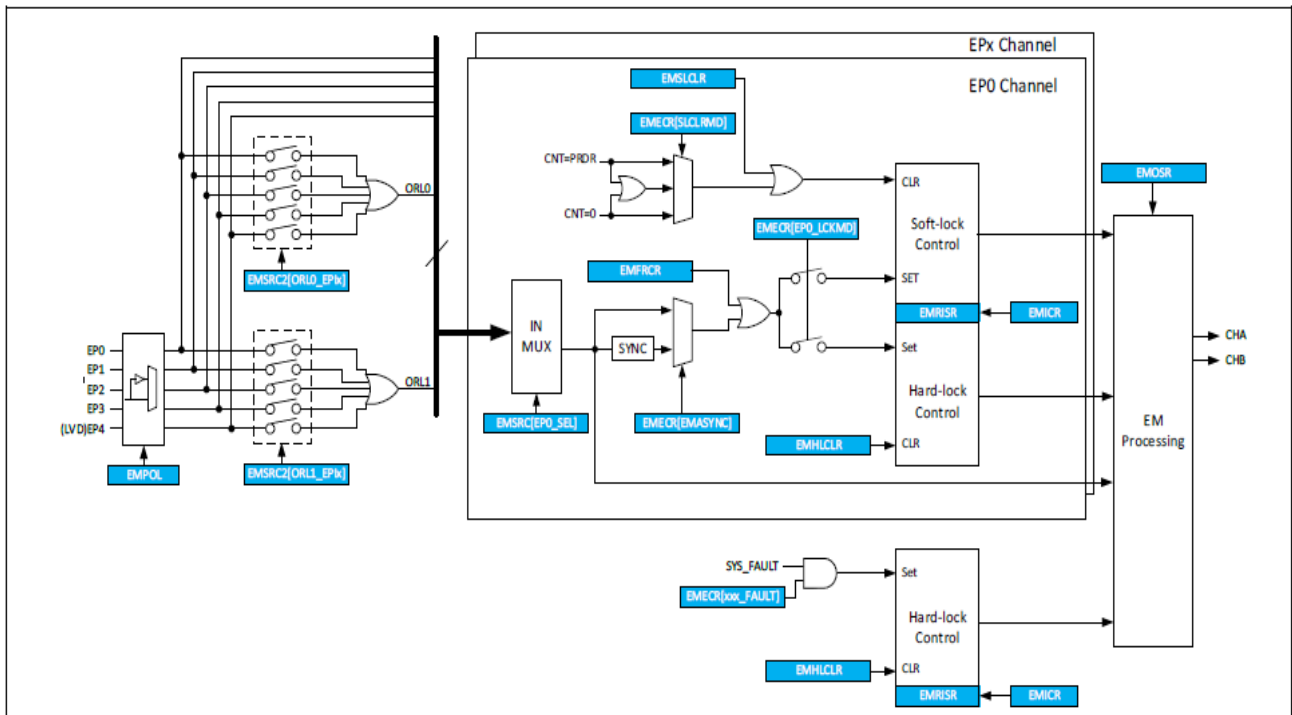 EPx Channel
EP0 Channel
EMSLCLR
EMECR[SLCLRMD]
CNT=PRDR
CNT=0
CLR
Soft-lock
Control
SET
EMECR[EP0_LCKMD]
EMOSR
ORL0
EMSRC2[ORL0_EPIx]
EMFRCR
EMRISR
EMICR
IN
MUX
SYNC
Set
Hard-lock
Control
CLR
EMHLCLR
EMSRC[EP0_SEL]
EMECR[EMASYNC]
EP0
EP1
EP2
EP3
(LVD)EP4
EMPOL
ORL1
EMSRC2[ORL1_EPIx]
EM
Processing
CHA
CHB
SYS_FAULT
EMECR[xxx_FAULT]
Set
Hard-lock
Control
EMHLCLR
CLR
EMRISR
EMICR